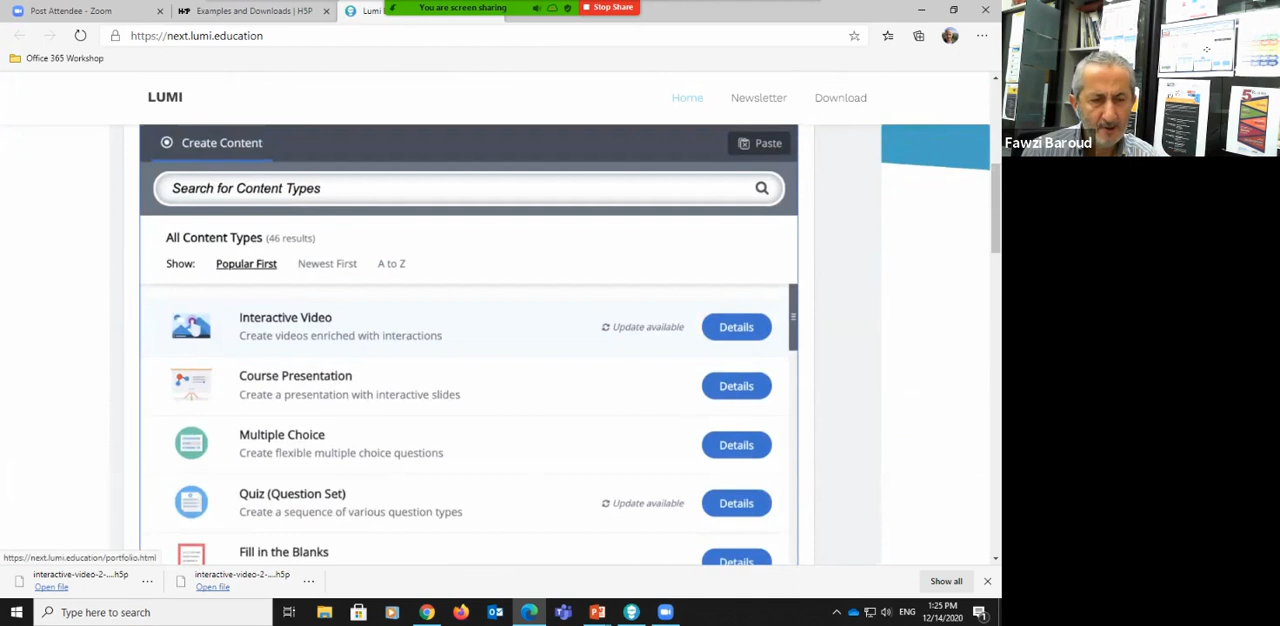 Post Attendee - Zoom
H-P
Examples and Downloads | H5P
Lumi
You are screen sharing
Stop Share
https://next.lumi.education
Office 365 Workshop
LUMI
Home
Newsletter
Download
Create Content
Paste
Search for Content Types
All Content Types (46 results)
Show:
Popular First
Newest First
A to Z
Interactive Video
Create videos enriched with interactions
Update available
Details
Course Presentation
Create a presentation with interactive slides
Details
Multiple Choice
Create flexible multiple choice questions
Details
Quiz (Question Set)
Create a sequence of various question types
Update available
Details
Fill in the Blanks
Details
https://next.lumi.education/portfolio.html
interactive-video-2-....h5p
Open file
interactive-video-2-....h5p
Open file
Show all
Type here to search
ENG
1:25 PM
12/14/2020
Fawzi Baroud